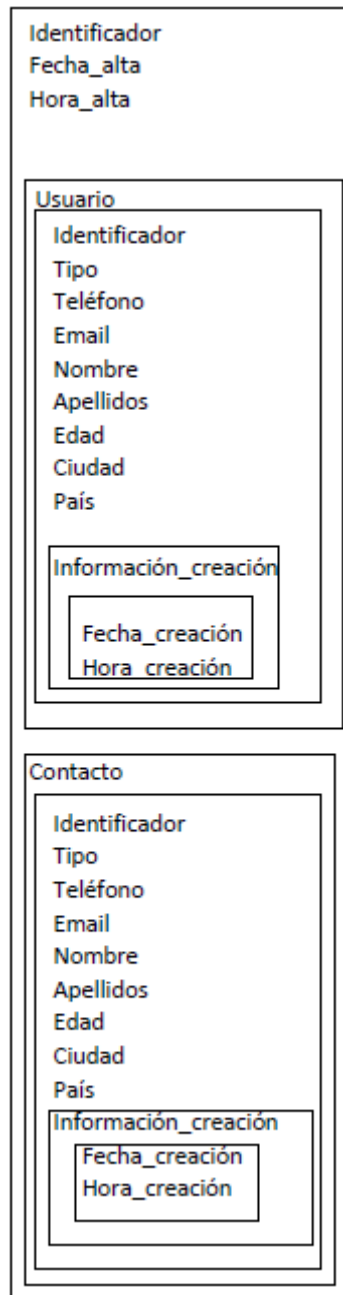 Identificador
Fecha_alta
Hora_alta
Usuario
Identificador
Tipo
Teléfono
Email
Nombre
Apellidos
Edad
Ciudad
País
Información_creación
Fecha_creación
Hora_creación
Contacto
Identificador
Tipo
Teléfono
Email
Nombre
Apellidos
Edad
Ciudad
País
Información_creación
Fecha_creación
Hora_creación